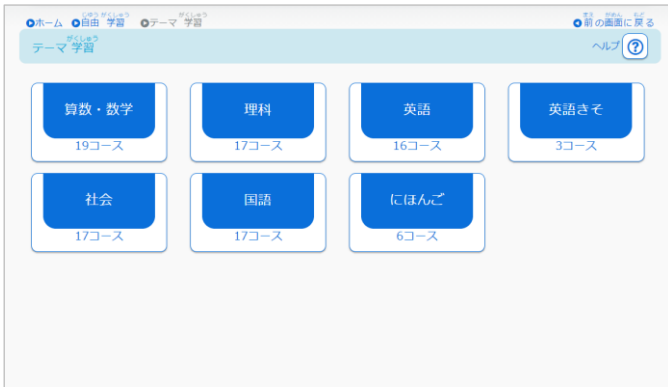 ホーム 自由学習 テーマ学習 前の画面に戻る
テーマ学習 ヘルプ ?
算数・数学 理科 英語 英語きそ
19コース 17コース 16コース 3コース
社会 国語 にほんご
17コース 17コース 6コース